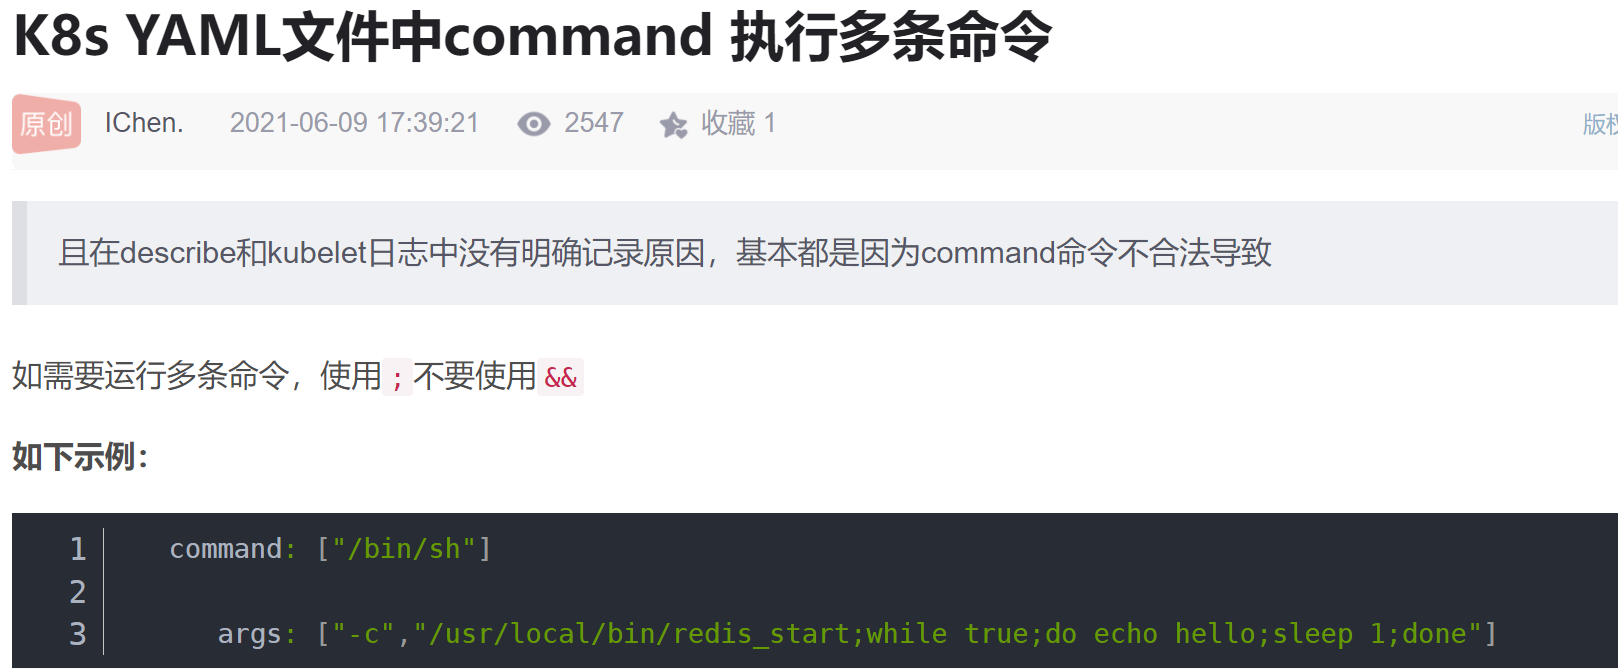 K8s YAML文件中command 执行多条命令
原创 IChen. 2021-06-09 17:39:21 2547 收藏 1 版权
且在describe和kubelet日志中没有明确记录原因，基本都是因为command命令不合法导致
如需要运行多条命令，使用;不要使用&&
如下示例：
1 command: ["/bin/sh"]
2
3 args: ["-c","/usr/local/bin/redis_start;while true;do echo hello;sleep 1;done"]